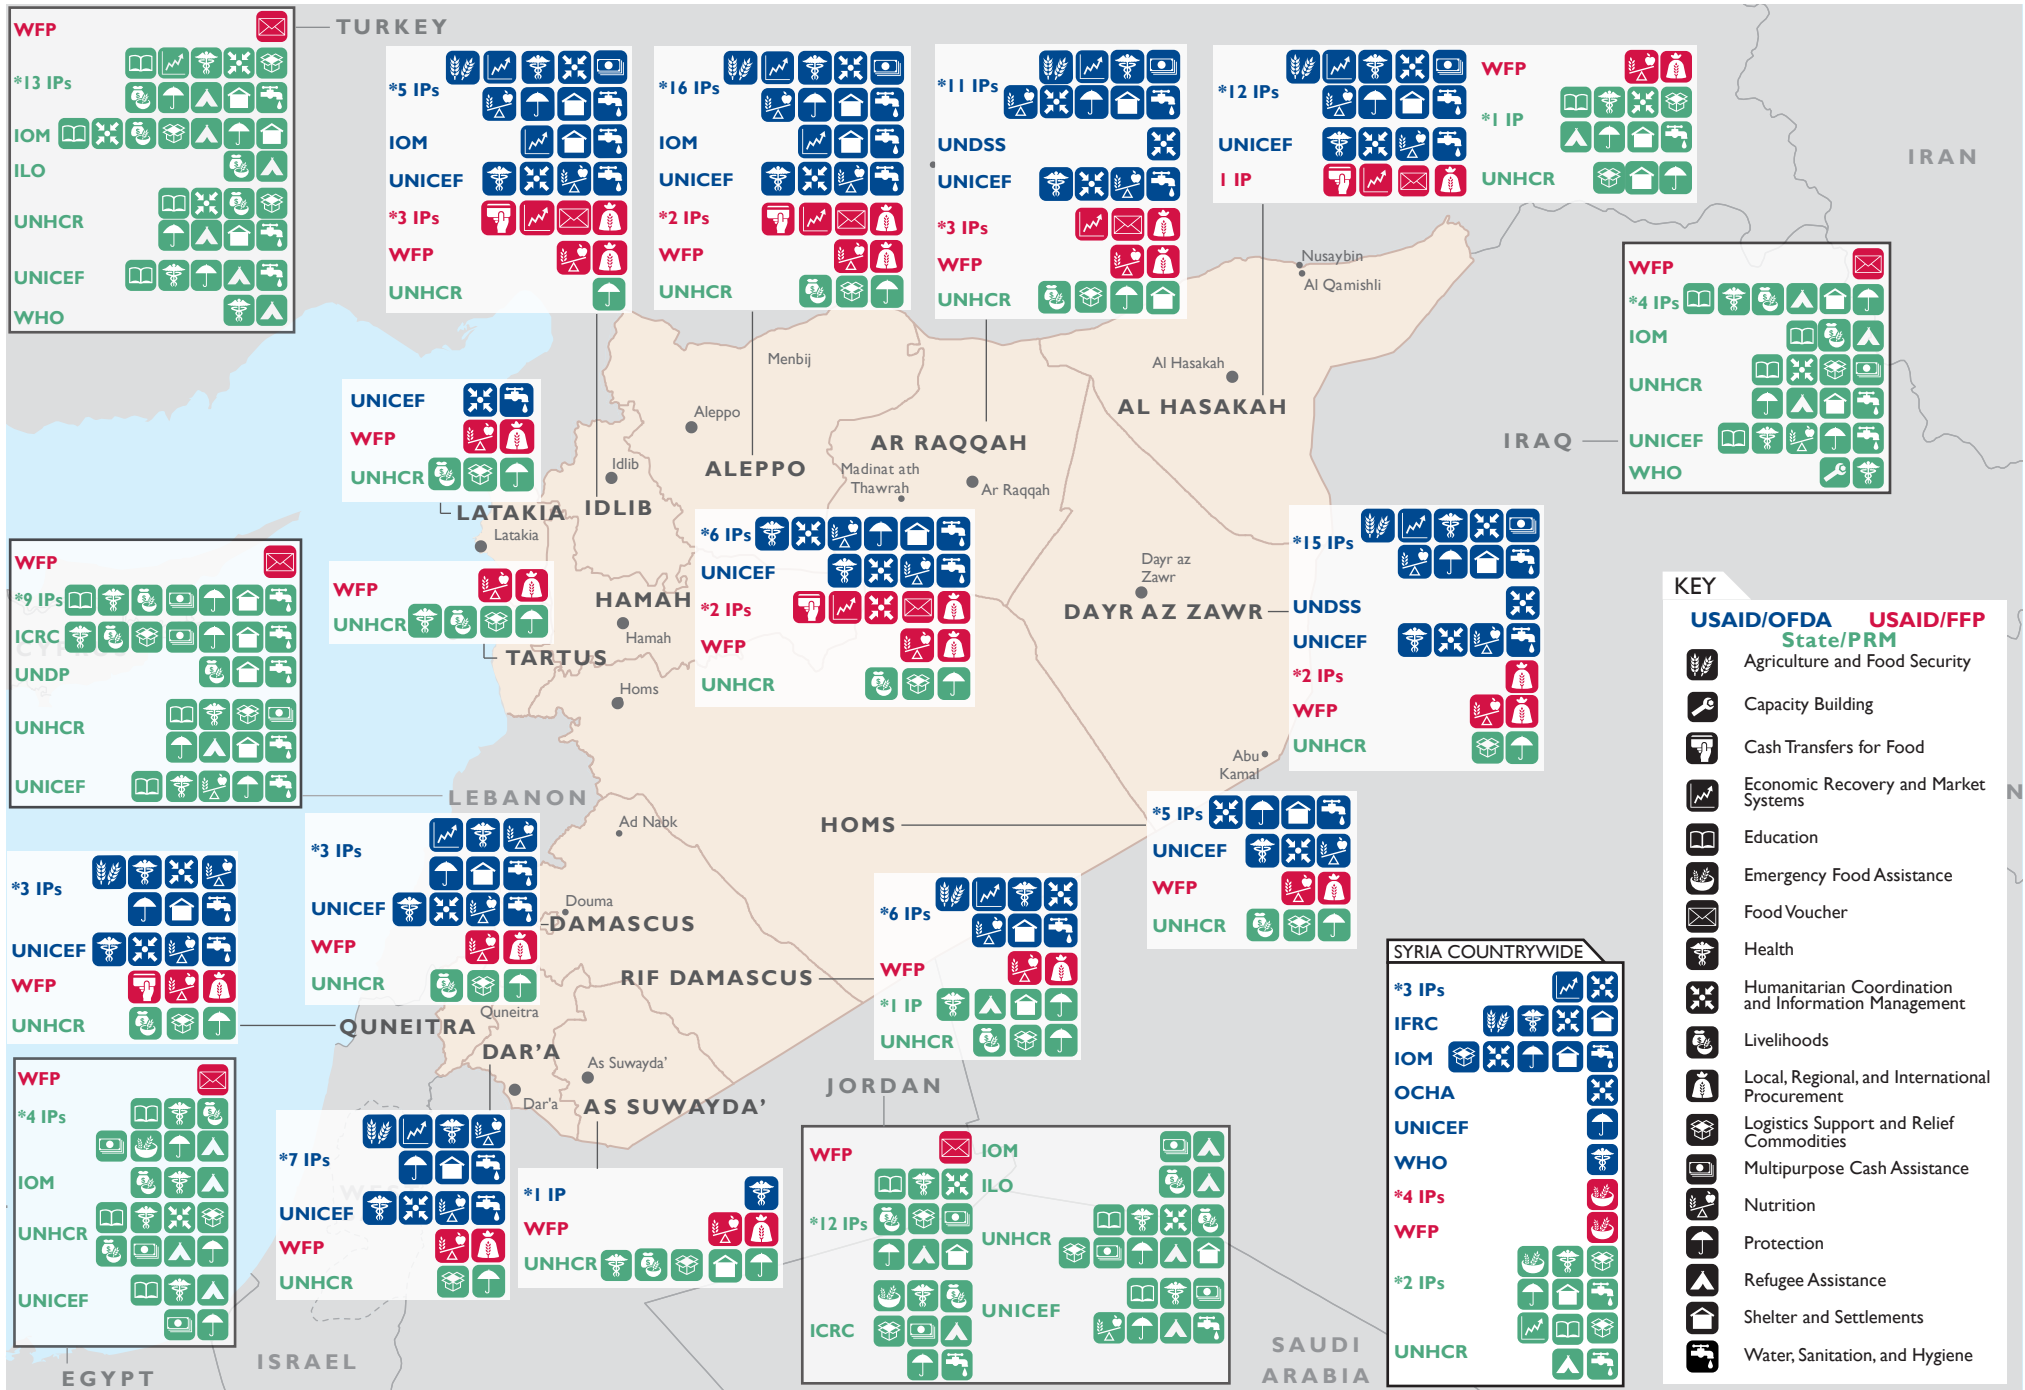 TURKEY
WFP
*13 IPs
IOM
ILO
UNHCR
UNICEF
WHO
*5 IPs
IOM
UNICEF
*3 IPs
WFP
UNHCR
*16 IPs
IOM
UNICEF
*2 IPs
WFP
UNHCR
*11 IPs
UNDSS
UNICEF
*3 IPs
WFP
UNHCR
*12 IPs
UNICEF
1 IP
WFP
*1 IP
UNHCR
IRAN
Nusaybin
Al Qamishli
WFP
*4 IPs
IOM
UNHCR
UNICEF
WHO
IRAQ
Menbij
Al Hasakah
AL HASAKAH
UNICEF
WFP
UNHCR
LATAKIA
Latakia
Aleppo
ALEPPO
Idlib
IDLIB
AR RAQQAH
Madinat ath
Thawrah
Ar Raqqah
*6 IPs
UNICEF
*2 IPs
WFP
UNHCR
HAMAH
Hamah
WFP
UNHCR
TARTUS
Homs
Dayr az
Zawr
DAYR AZ ZAWR
*15 IPs
UNDSS
UNICEF
*2 IPs
WFP
UNHCR
Abu
Kamal
WFP
*9 IPs
ICRC
CYPRUS
UNDP
UNHCR
UNICEF
LEBANON
HOMS
*5 IPs
UNICEF
WFP
UNHCR
Ad Nabk
*3 IPs
UNICEF
WFP
UNHCR
Douma
DAMASCUS
RIF DAMASCUS
*6 IPs
WFP
*1 IP
UNHCR
*3 IPs
UNICEF
WFP
UNHCR
QUNEITRA
Quneitra
DAR'A
Dar'a
As Suwayda'
AS SUWAYDA'
WFP
*4 IPs
IOM
UNHCR
UNICEF
EGYPT
ISRAEL
*7 IPs
UNICEF
WFP
UNHCR
*1 IP
WFP
UNHCR
JORDAN
WFP
*12 IPs
ICRC
IOM
ILO
UNHCR
UNICEF
SAUDI
ARABIA
SYRIA COUNTRYWIDE
*3 IPs
IFRC
IOM
OCHA
UNICEF
WHO
*4 IPs
WFP
*2 IPs
UNHCR
KEY
USAID/OFDA USAID/FFP
State/PRM
Agriculture and Food Security
Capacity Building
Cash Transfers for Food
Economic Recovery and Market
Systems
Education
Emergency Food Assistance
Food Voucher
Health
Humanitarian Coordination
and Information Management
Livelihoods
Local, Regional, and International
Procurement
Logistics Support and Relief
Commodities
Multipurpose Cash Assistance
Nutrition
Protection
Refugee Assistance
Shelter and Settlements
Water, Sanitation, and Hygiene